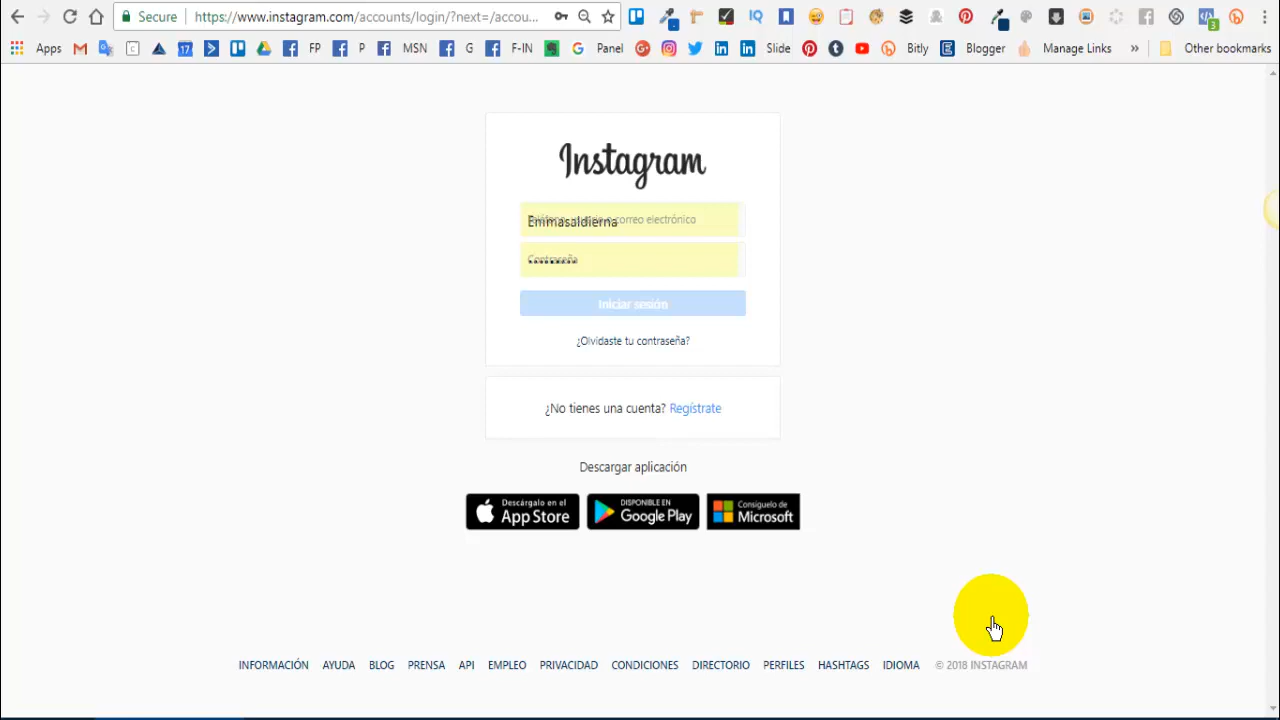 Secure https://www.instagram.com/accounts/login/?next=/accou...
Apps FP P MSN G F-IN Panel Slide Bitly Blogger Manage Links » Other bookmarks
Instagram
Emmasaldierna correo electrónico
Contraseña
Iniciar sesión
¿Olvidaste tu contraseña?
¿No tienes una cuenta? Regístrate
Descargar aplicación
Descárgalo en el
App Store
DISPONIBLE EN
Google Play
Consíguelo de
Microsoft
INFORMACIÓN AYUDA BLOG PRENSA API EMPLEO PRIVACIDAD CONDICIONES DIRECTORIO PERFILES HASHTAGS IDIOMA © 2018 INSTAGRAM